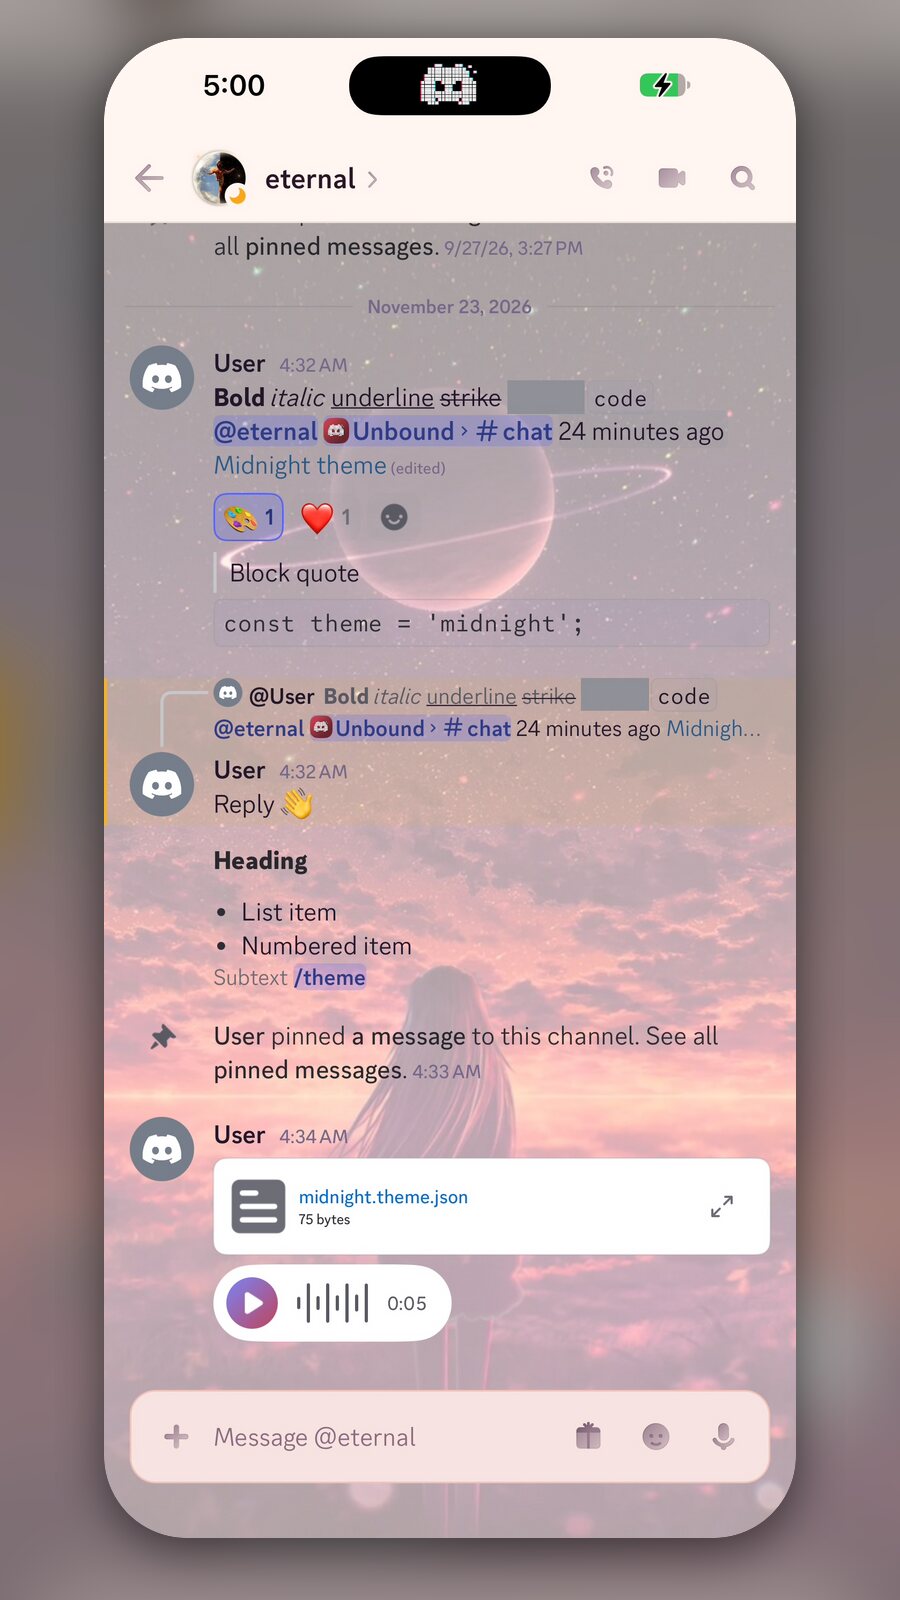 5:00
eternal
all pinned messages. 9/27/26, 3:27 PM
November 23, 2026
User 4:32 AM
Bold italic underline strike code
@eternal Unbound › # chat 24 minutes ago
Midnight theme (edited)
1 1
Block quote
const theme = 'midnight';
@User Bold italic underline strike code
@eternal Unbound › # chat 24 minutes ago Midnigh...
User 4:32 AM
Reply 👋
Heading
• List item
• Numbered item
Subtext /theme
User pinned a message to this channel. See all
pinned messages. 4:33 AM
User 4:34 AM
midnight.theme.json
75 bytes
0:05
Message @eternal